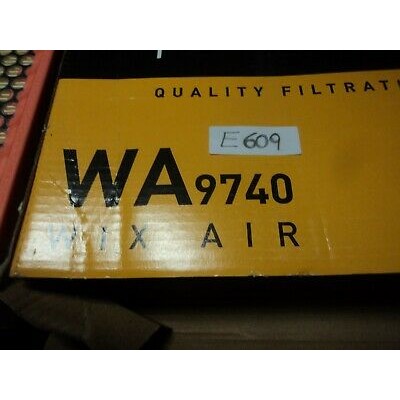 QUALITY FILTRAT
E609
WA9740
WIX AIR